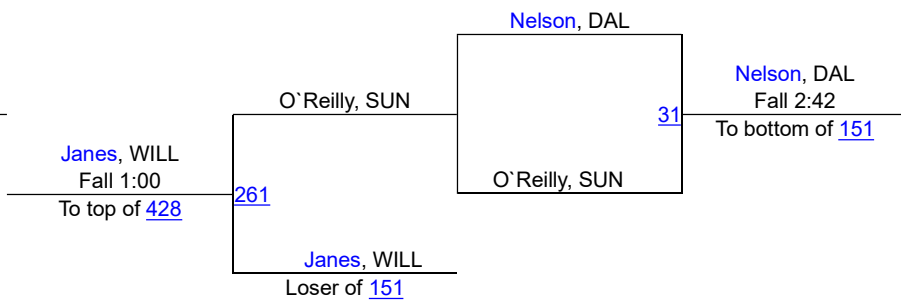 Nelson, DAL
Nelson, DAL
Fall 2:42
To bottom of 151
O`Reilly, SUN
31
Janes, WILL
Fall 1:00
To top of 428
261
O`Reilly, SUN
Janes, WILL
Loser of 151